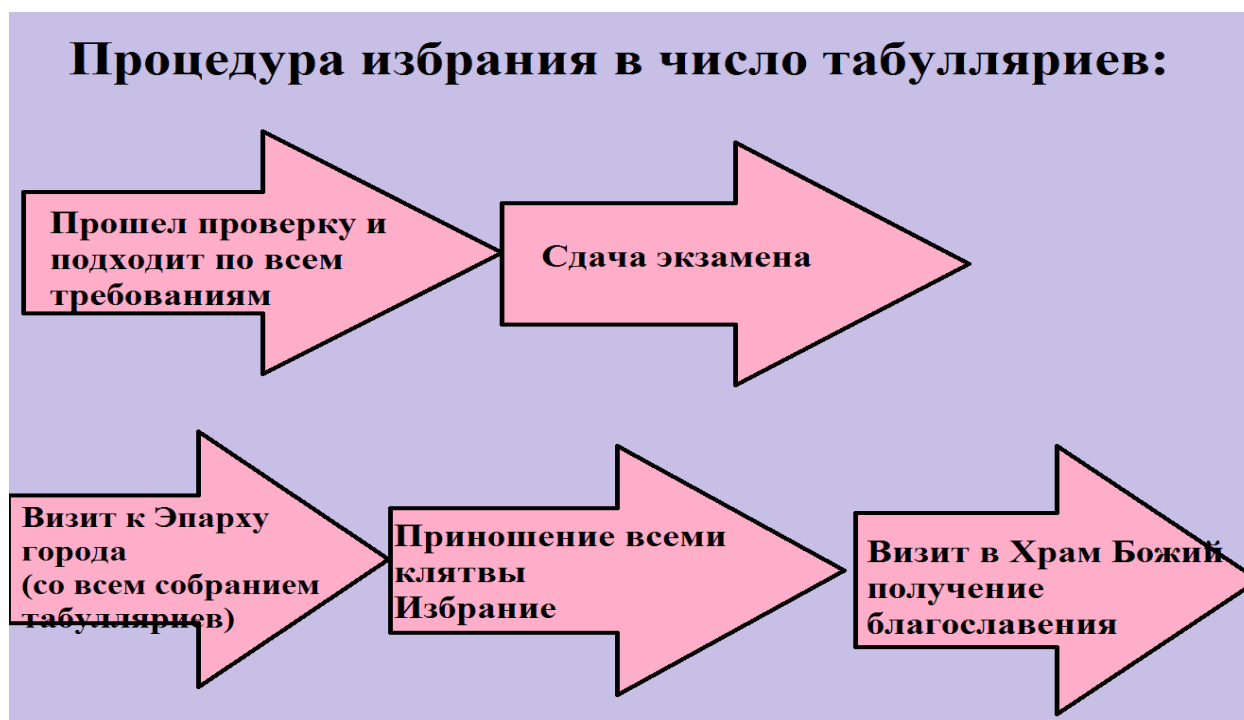 Процедура избрания в число табулляриев:
Прошел проверку и
подходит по всем
требованиям
Сдача экзамена
Визит к Эпарху
города
(со всем собранием
табулляриев)
Приношение всеми
клятвы
Избрание
Визит в Храм Божий
получение
благославения